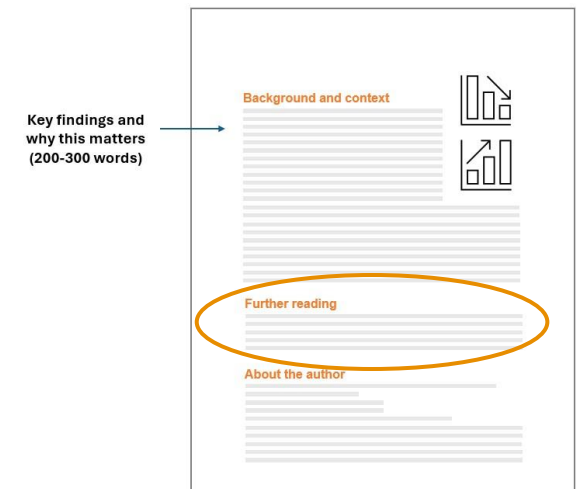 Key findings and
why this matters
(200-300 words)
Background and context
Further reading
About the author